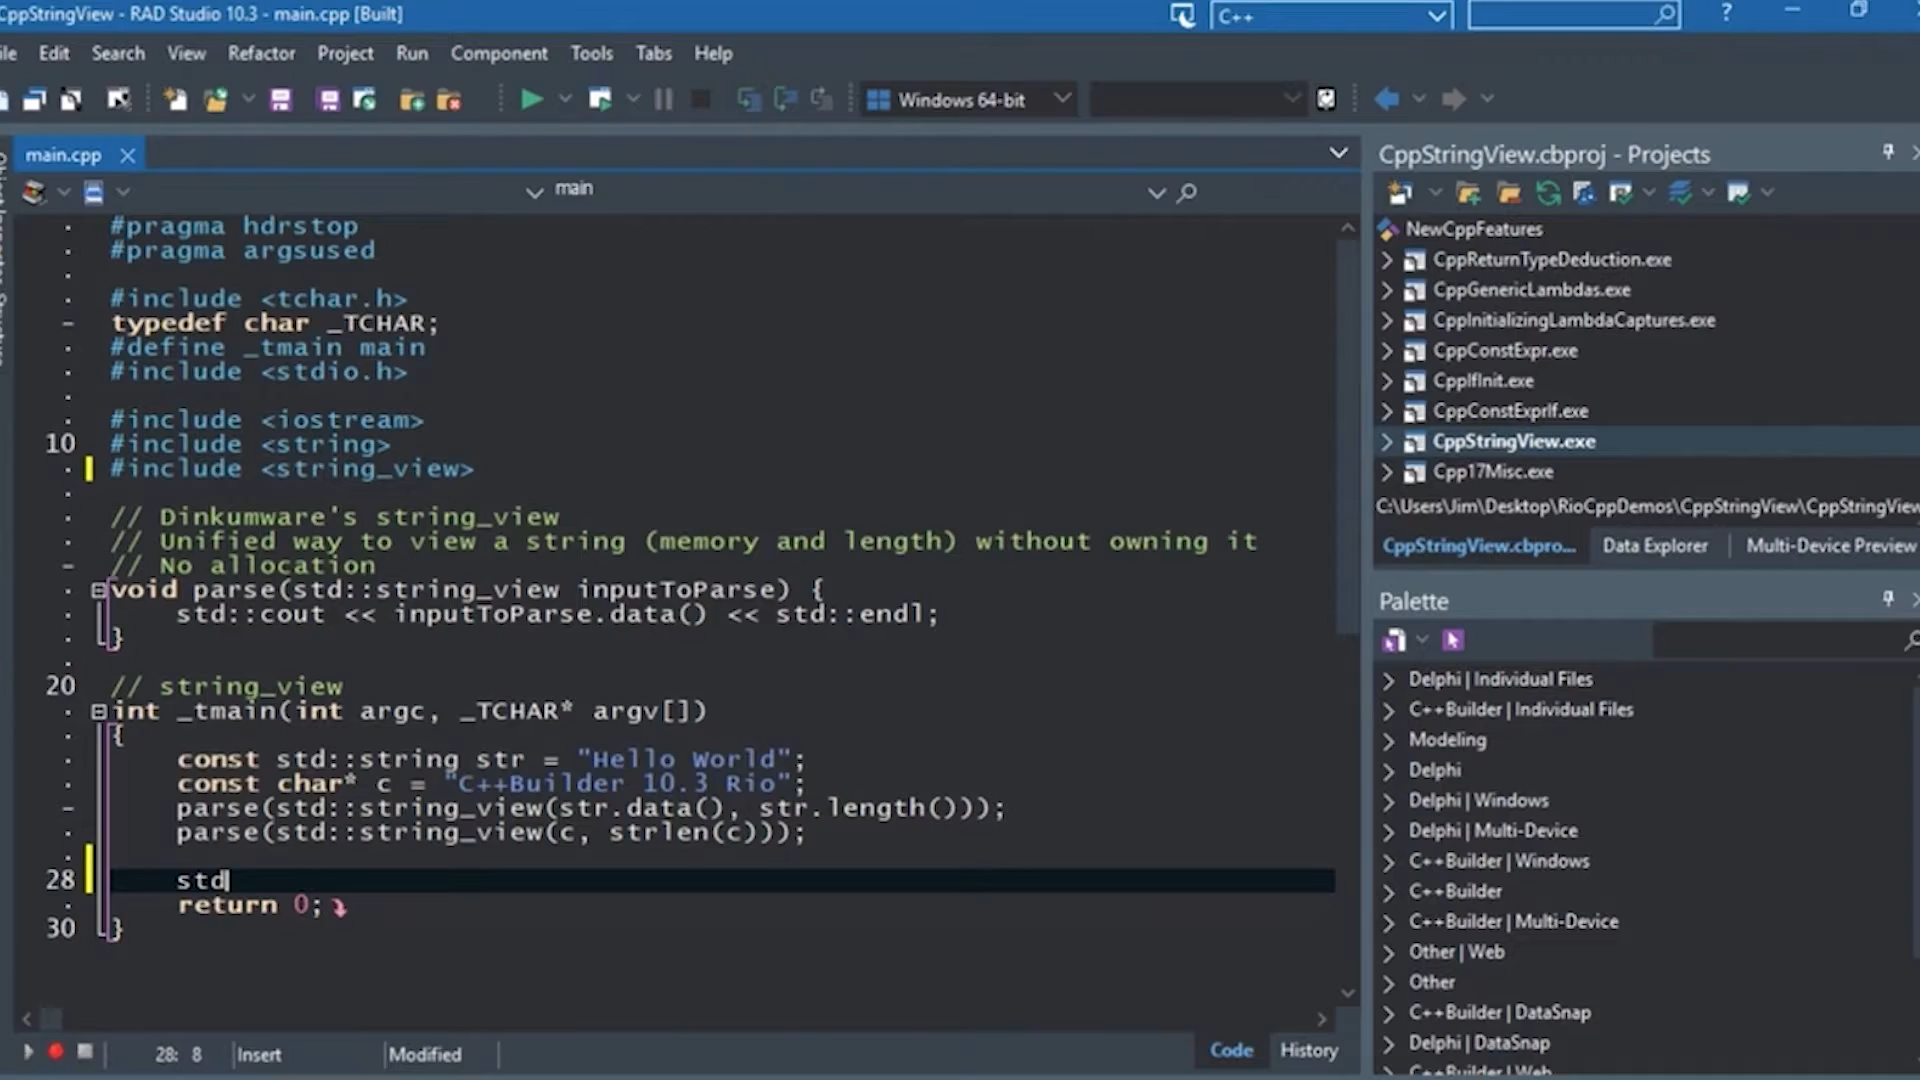 CppStringView - RAD Studio 10.3 - main.cpp [Built]
C++
?
Edit Search View Refactor Project Run Component Tools Tabs Help
Windows 64-bit
main.cpp
main
#pragma hdrstop
#pragma argsused
#include <tchar.h>
typedef char _TCHAR;
#define _tmain main
#include <stdio.h>
#include <iostream>
10 #include <string>
#include <string_view>
// Dinkumware's string_view
// Unified way to view a string (memory and length) without owning it
// No allocation
void parse(std::string_view inputToParse) {
std::cout << inputToParse.data() << std::endl;
}
20 // string_view
int _tmain(int argc, _TCHAR* argv[])
{
const std::string str = "Hello World";
const char* c = "C++Builder 10.3 Rio";
parse(std::string_view(str.data(), str.length()));
parse(std::string_view(c, strlen(c)));
28 std
return 0;
30 }
28: 8 Insert Modified
Code History
CppStringView.cbproj - Projects
NewCppFeatures
CppReturnTypeDeduction.exe
CppGenericLambdas.exe
CppInitializingLambdaCaptures.exe
CppConstExpr.exe
CppIfInit.exe
CppConstExprIf.exe
CppStringView.exe
Cpp17Misc.exe
C:\Users\Jim\Desktop\RioCppDemos\CppStringView\CppStringView
CppStringView.cbpro... Data Explorer Multi-Device Preview
Palette
Delphi | Individual Files
C++Builder | Individual Files
Modeling
Delphi
Delphi | Windows
Delphi | Multi-Device
C++Builder | Windows
C++Builder
C++Builder | Multi-Device
Other | Web
Other
C++Builder | DataSnap
Delphi | DataSnap
C++Builder | Web